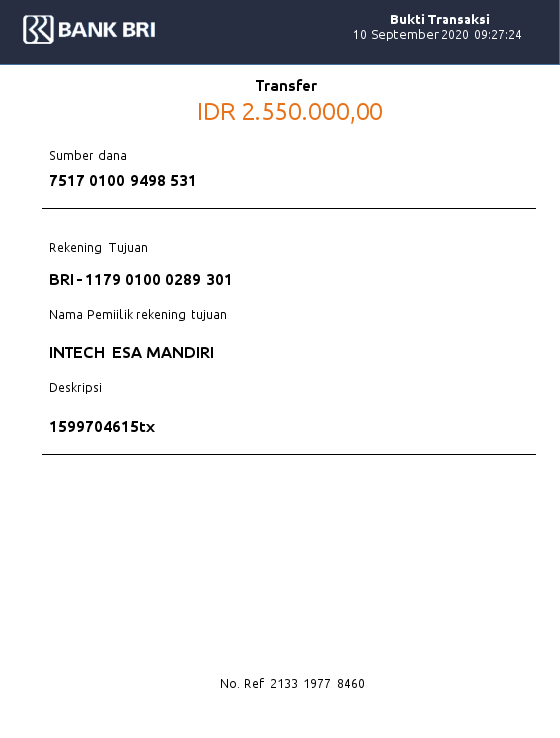 BANK BRI
Bukti Transaksi
10 September 2020 09:27:24
Transfer
IDR 2.550.000,00
Sumber dana
7517 0100 9498 531
Rekening Tujuan
BRI - 1179 0100 0289 301
Nama Pemiilik rekening tujuan
INTECH ESA MANDIRI
Deskripsi
1599704615tx
No. Ref 2133 1977 8460